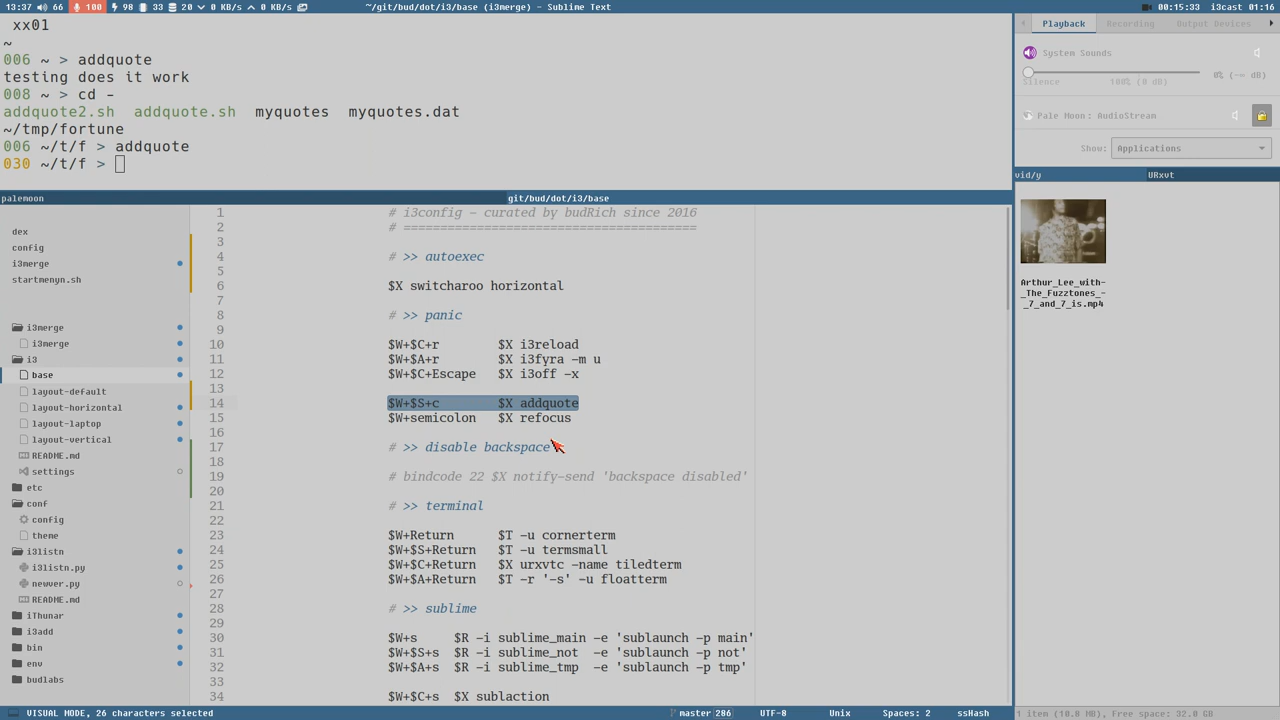 13:37 66 100 98 33 20 0 KB/s 0 KB/s ~/git/bud/dot/i3/base (i3merge) - Sublime Text 00:15:33 i3cast 01:16
xx01
~
006 ~ > addquote
testing does it work
008 ~ > cd -
addquote2.sh addquote.sh myquotes myquotes.dat
~/tmp/fortune
006 ~/t/f > addquote
030 ~/t/f >
palemoon git/bud/dot/i3/base
dex
config
i3merge
startmenyn.sh
i3merge
i3merge
i3
base
layout-default
layout-horizontal
layout-laptop
layout-vertical
README.md
settings
etc
conf
config
theme
i3listn
i3listn.py
newver.py
README.md
iThunar
i3add
bin
env
budlabs
1 # i3config - curated by budRich since 2016
2 # ========================================
3
4 # >> autoexec
5
6 $X switcharoo horizontal
7
8 # >> panic
9
10 $W+$C+r $X i3reload
11 $W+$A+r $X i3fyra -m u
12 $W+$C+Escape $X i3off -x
13
14 $W+$S+c $X addquote
15 $W+semicolon $X refocus
16
17 # >> disable backspace
18
19 # bindcode 22 $X notify-send 'backspace disabled'
20
21 # >> terminal
22
23 $W+Return $T -u cornerterm
24 $W+$S+Return $T -u termsmall
25 $W+$C+Return $X urxvtc -name tiledterm
26 $W+$A+Return $T -r '-s' -u floatterm
27
28 # >> sublime
29
30 $W+s $R -i sublime_main -e 'sublaunch -p main'
31 $W+$S+s $R -i sublime_not -e 'sublaunch -p not'
32 $W+$A+s $R -i sublime_tmp -e 'sublaunch -p tmp'
33
34 $W+$C+s $X sublaction
VISUAL MODE, 26 characters selected master 286 UTF-8 Unix Spaces: 2 ssHash
Playback Recording Output Devices
System Sounds
0% (-∞ dB)
Silence 100% (0 dB)
Pale Moon: AudioStream
Show: Applications
vid/y URxvt
Arthur_Lee_with-
_The_Fuzztones_-
_7_and_7_is.mp4
1 item (10.8 MB), Free space: 32.0 GB